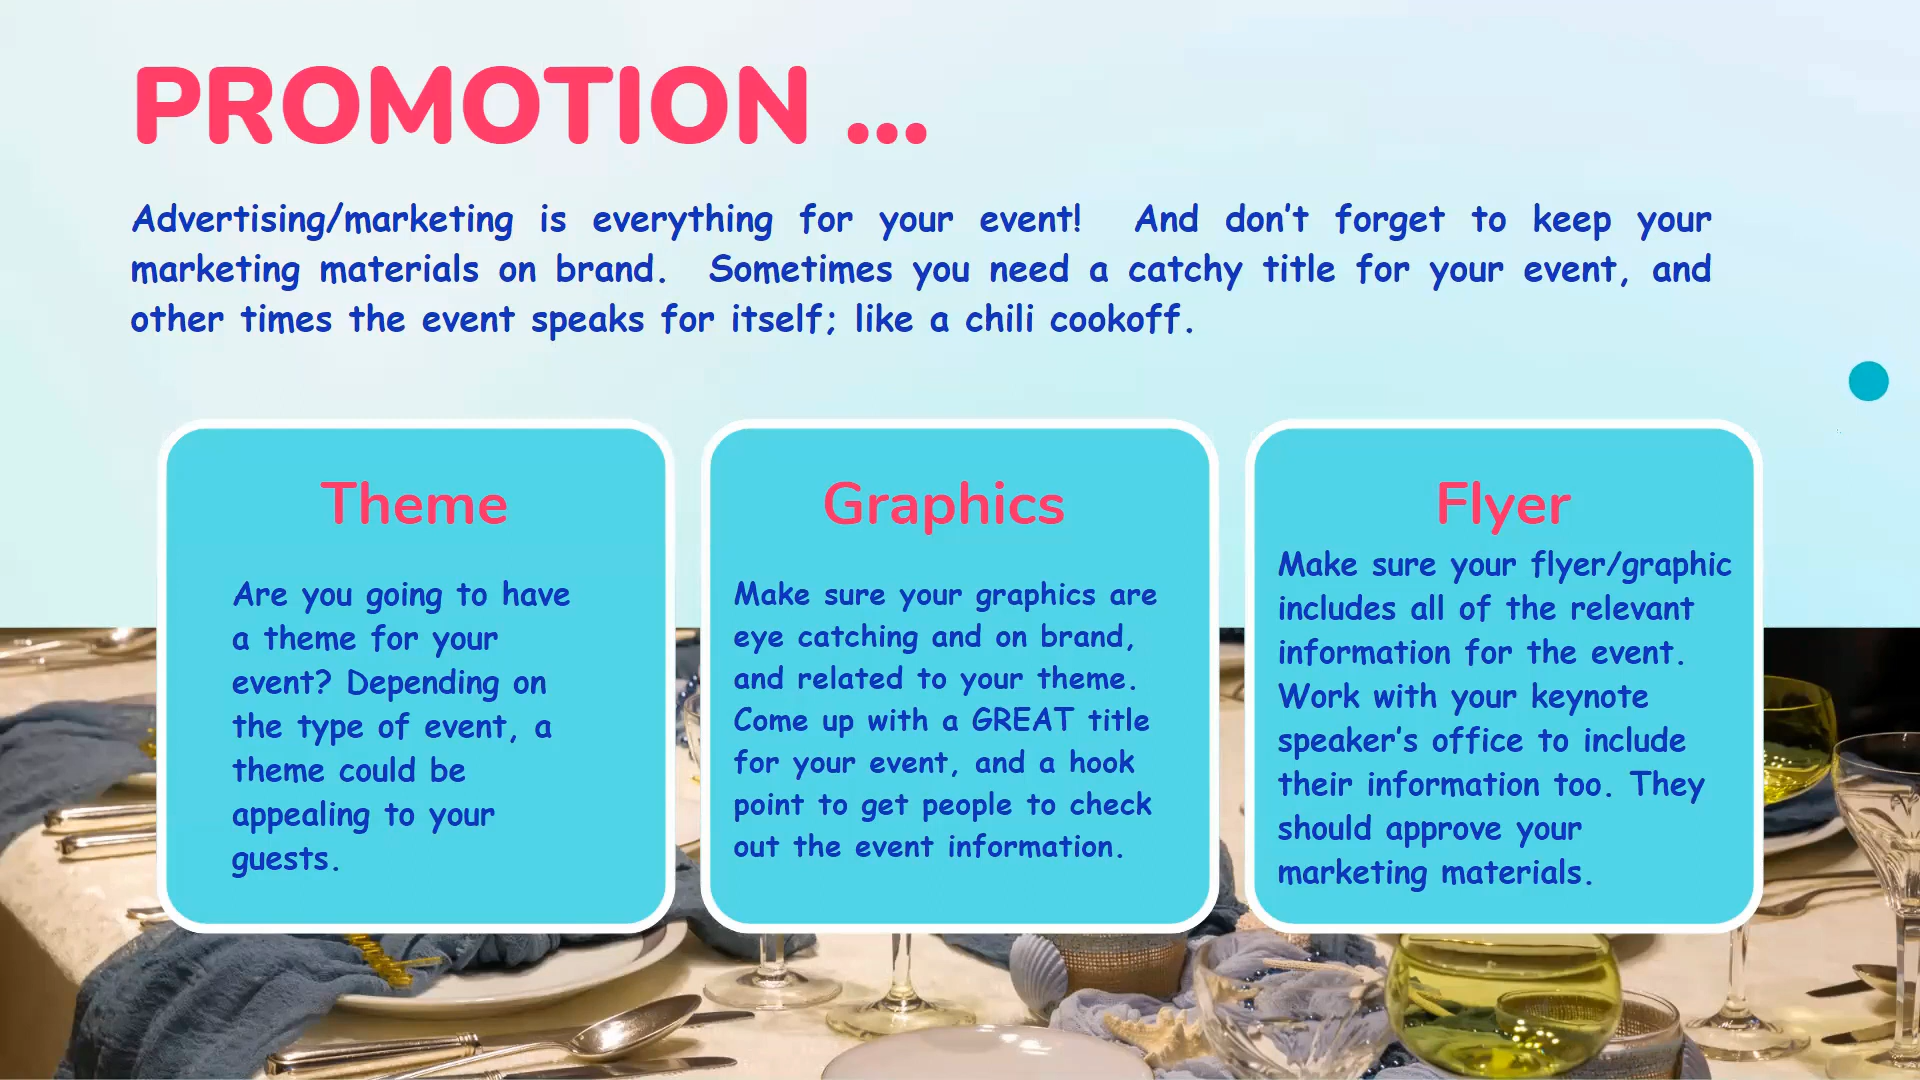 PROMOTION ...
Advertising/marketing is everything for your event! And don't forget to keep your
marketing materials on brand. Sometimes you need a catchy title for your event, and
other times the event speaks for itself; like a chili cookoff.
Theme
Are you going to have
a theme for your
event? Depending on
the type of event, a
theme could be
appealing to your
guests.
Graphics
Make sure your graphics are
eye catching and on brand,
and related to your theme.
Come up with a GREAT title
for your event, and a hook
point to get people to check
out the event information.
Flyer
Make sure your flyer/graphic
includes all of the relevant
information for the event.
Work with your keynote
speaker's office to include
their information too. They
should approve your
marketing materials.